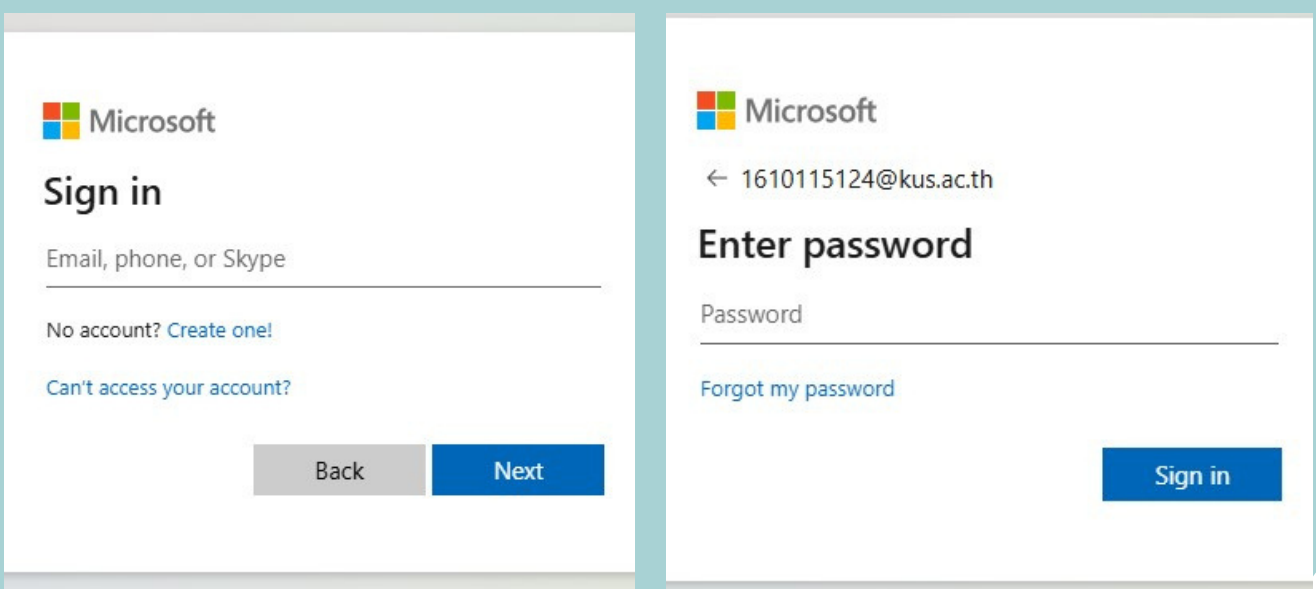 Microsoft
Sign in
Email, phone, or Skype
No account? Create one!
Can't access your account?
Back
Next
Microsoft
← 1610115124@kus.ac.th
Enter password
Password
Forgot my password
Sign in